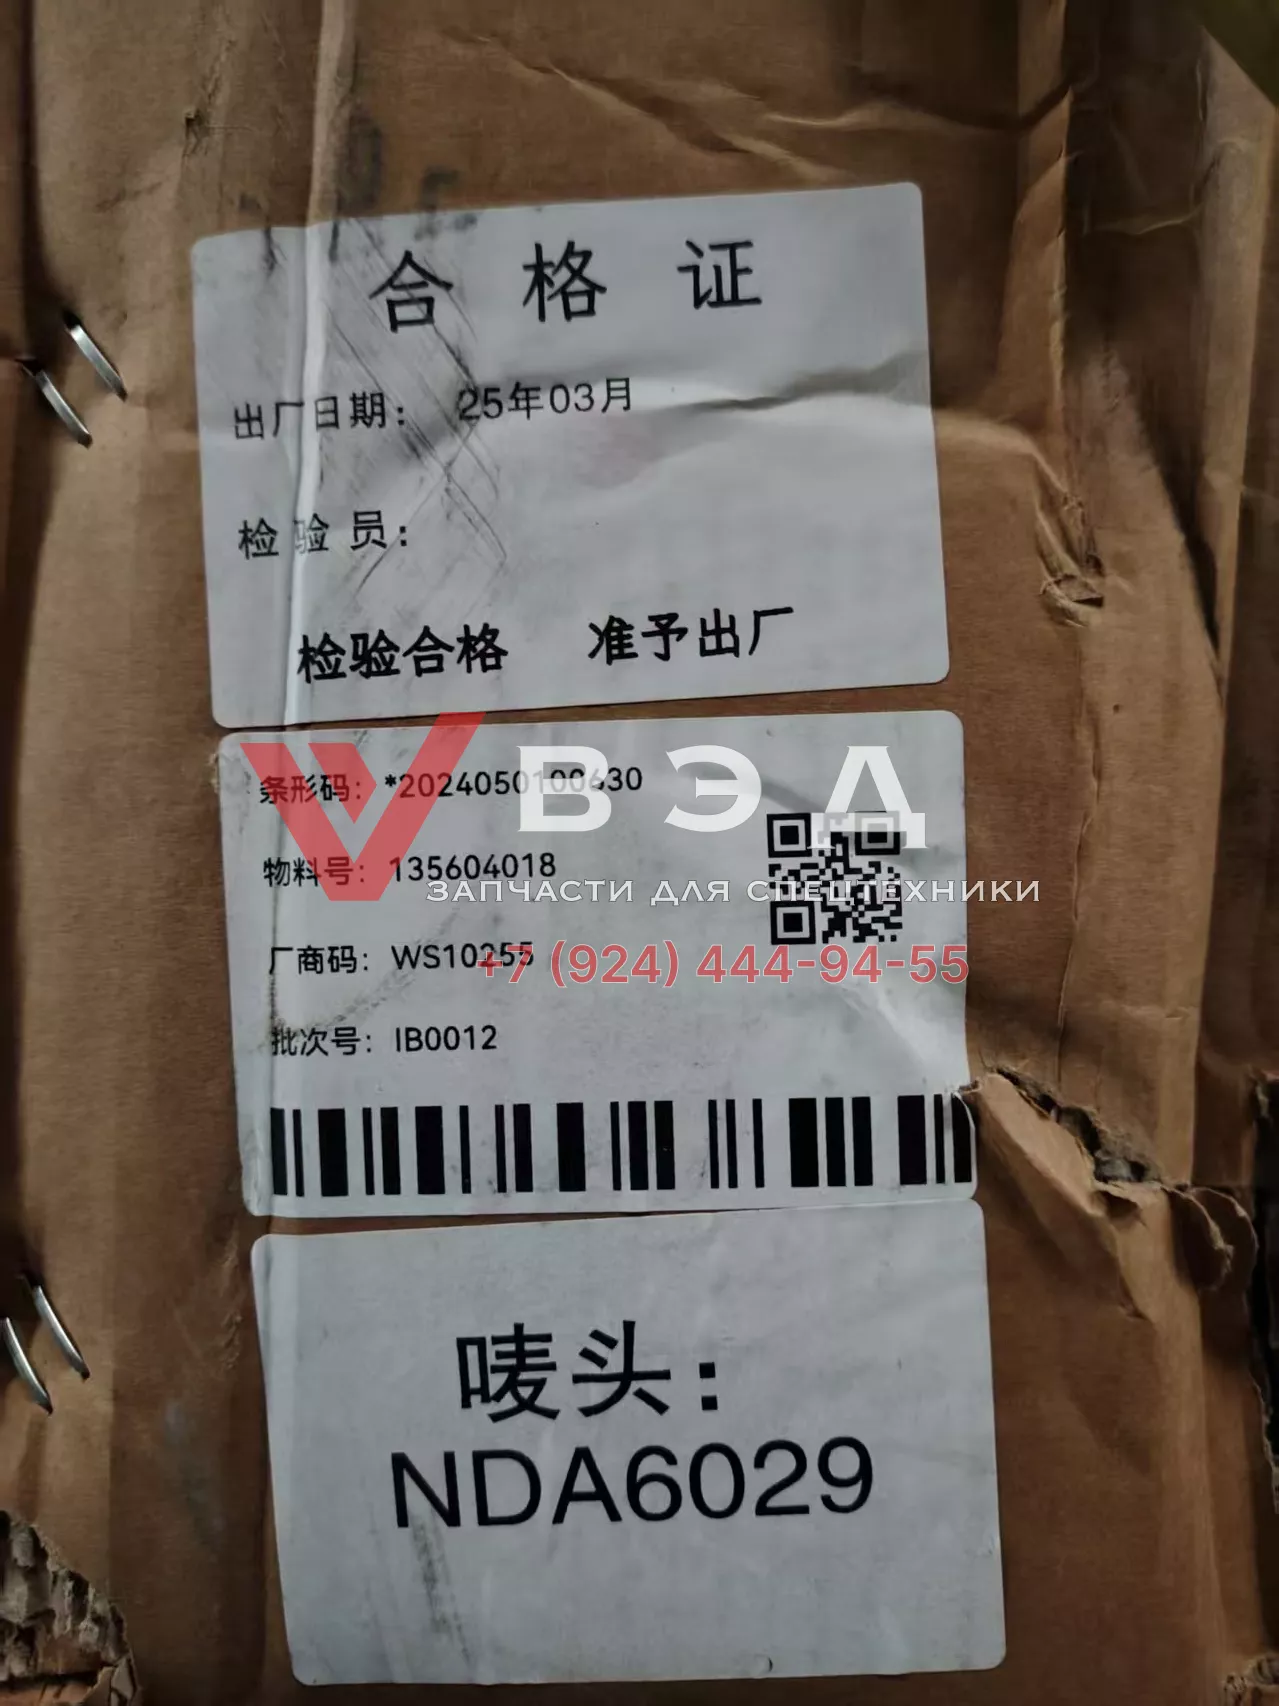 合格证
出厂日期： 25年03月
检验员：
检验合格 准予出厂
条形码：*2024050100630
ВЭД
物料号：135604018
ЗАПЧАСТИ ДЛЯ СПЕЦТЕХНИКИ
厂商码：WS10255
+7 (924) 444-94-55
批次号：IB0012
唛头：
NDA6029